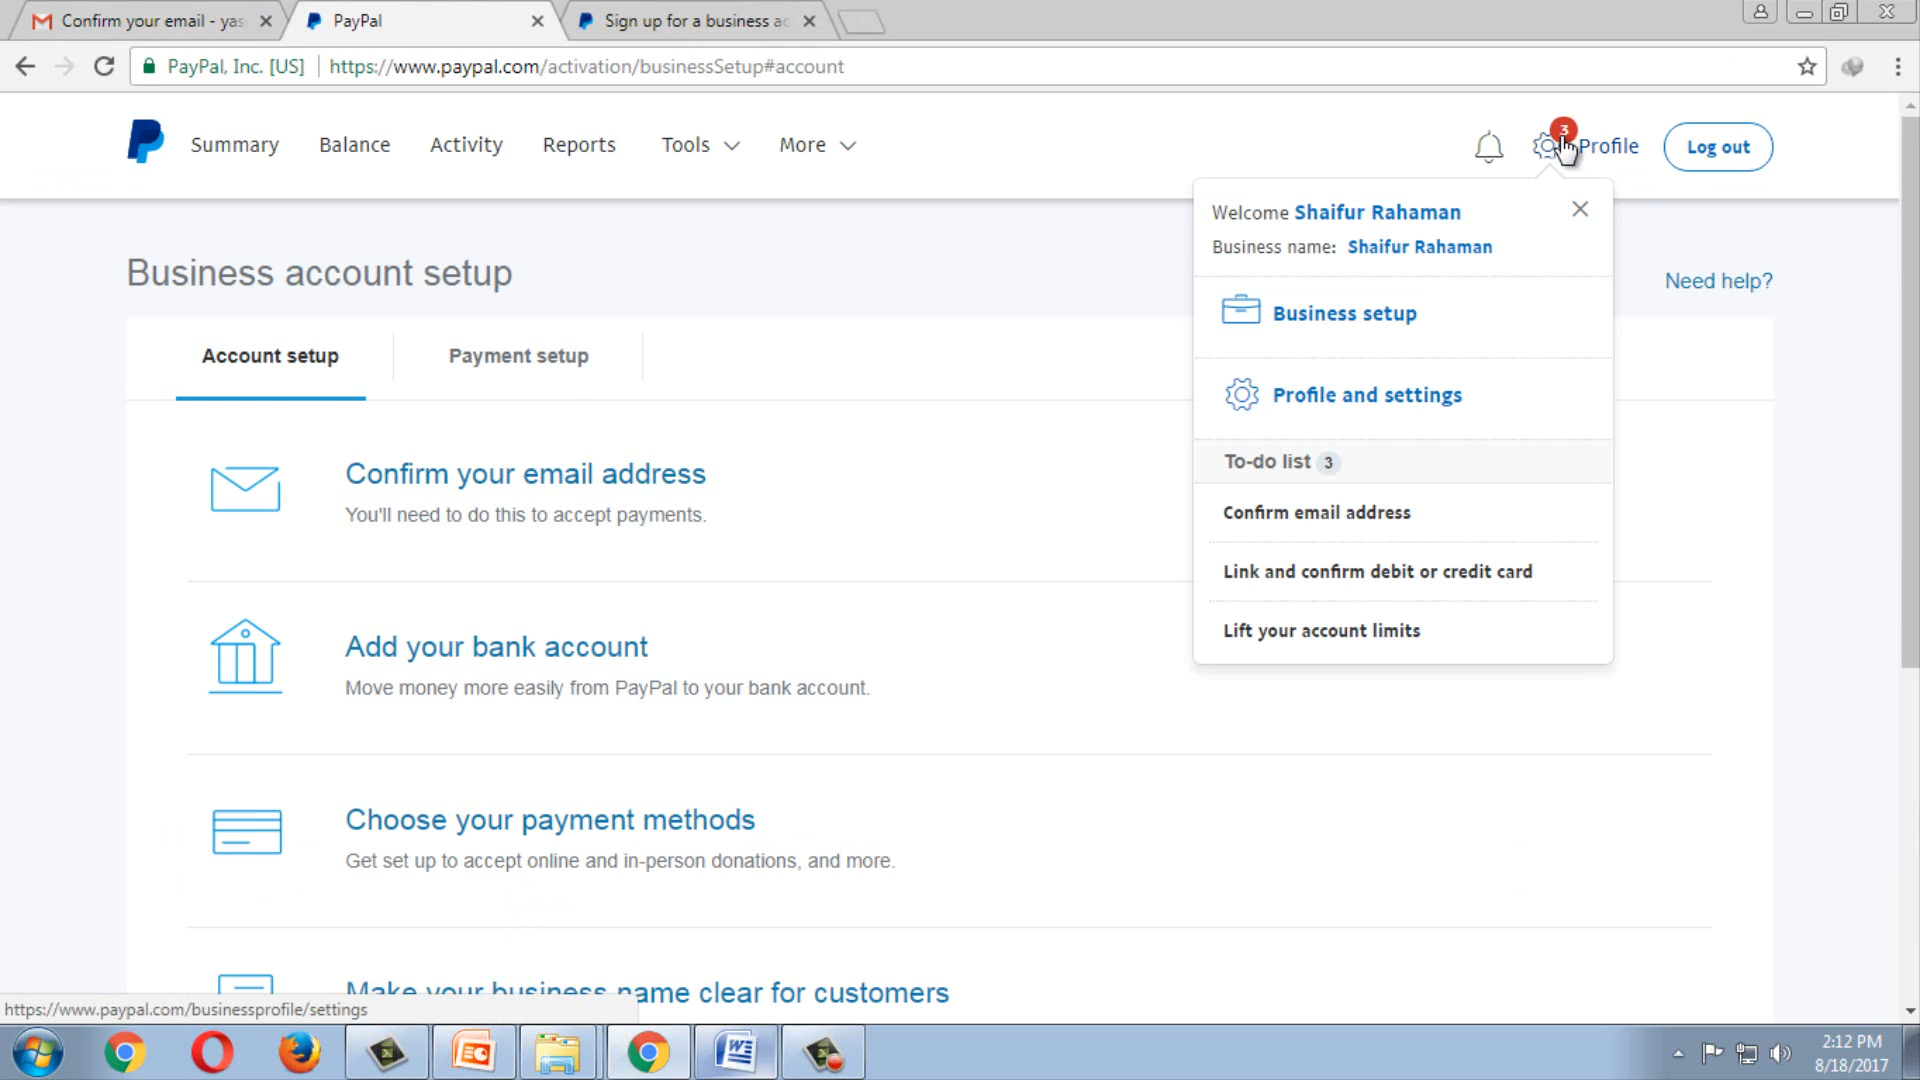 Confirm your email - yas
PayPal
Sign up for a business ac
PayPal, Inc. [US]
https://www.paypal.com/activation/businessSetup#account
Summary
Balance
Activity
Reports
Tools
More
3
Profile
Log out
Welcome Shaifur Rahaman
Business name: Shaifur Rahaman
Business account setup
Need help?
Business setup
Account setup
Payment setup
Profile and settings
To-do list 3
Confirm your email address
You'll need to do this to accept payments.
Confirm email address
Link and confirm debit or credit card
Lift your account limits
Add your bank account
Move money more easily from PayPal to your bank account.
Choose your payment methods
Get set up to accept online and in-person donations, and more.
Make your business name clear for customers
https://www.paypal.com/businessprofile/settings
2:12 PM
8/18/2017